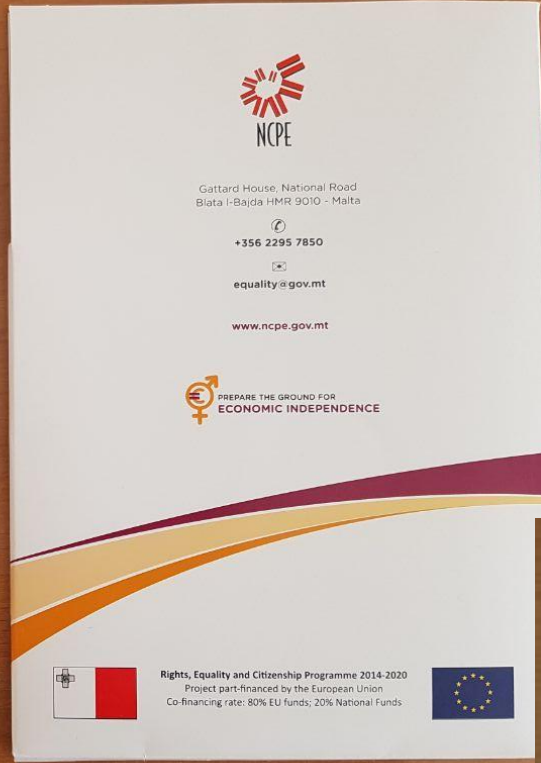 NCPE
Gattard House, National Road
Blata l-Bajda HMR 9010 - Malta
+356 2295 7850
equality@gov.mt
www.ncpe.gov.mt
PREPARE THE GROUND FOR
ECONOMIC INDEPENDENCE
Rights, Equality and Citizenship Programme 2014-2020
Project part-financed by the European Union
Co-financing rate: 80% EU funds; 20% National Funds